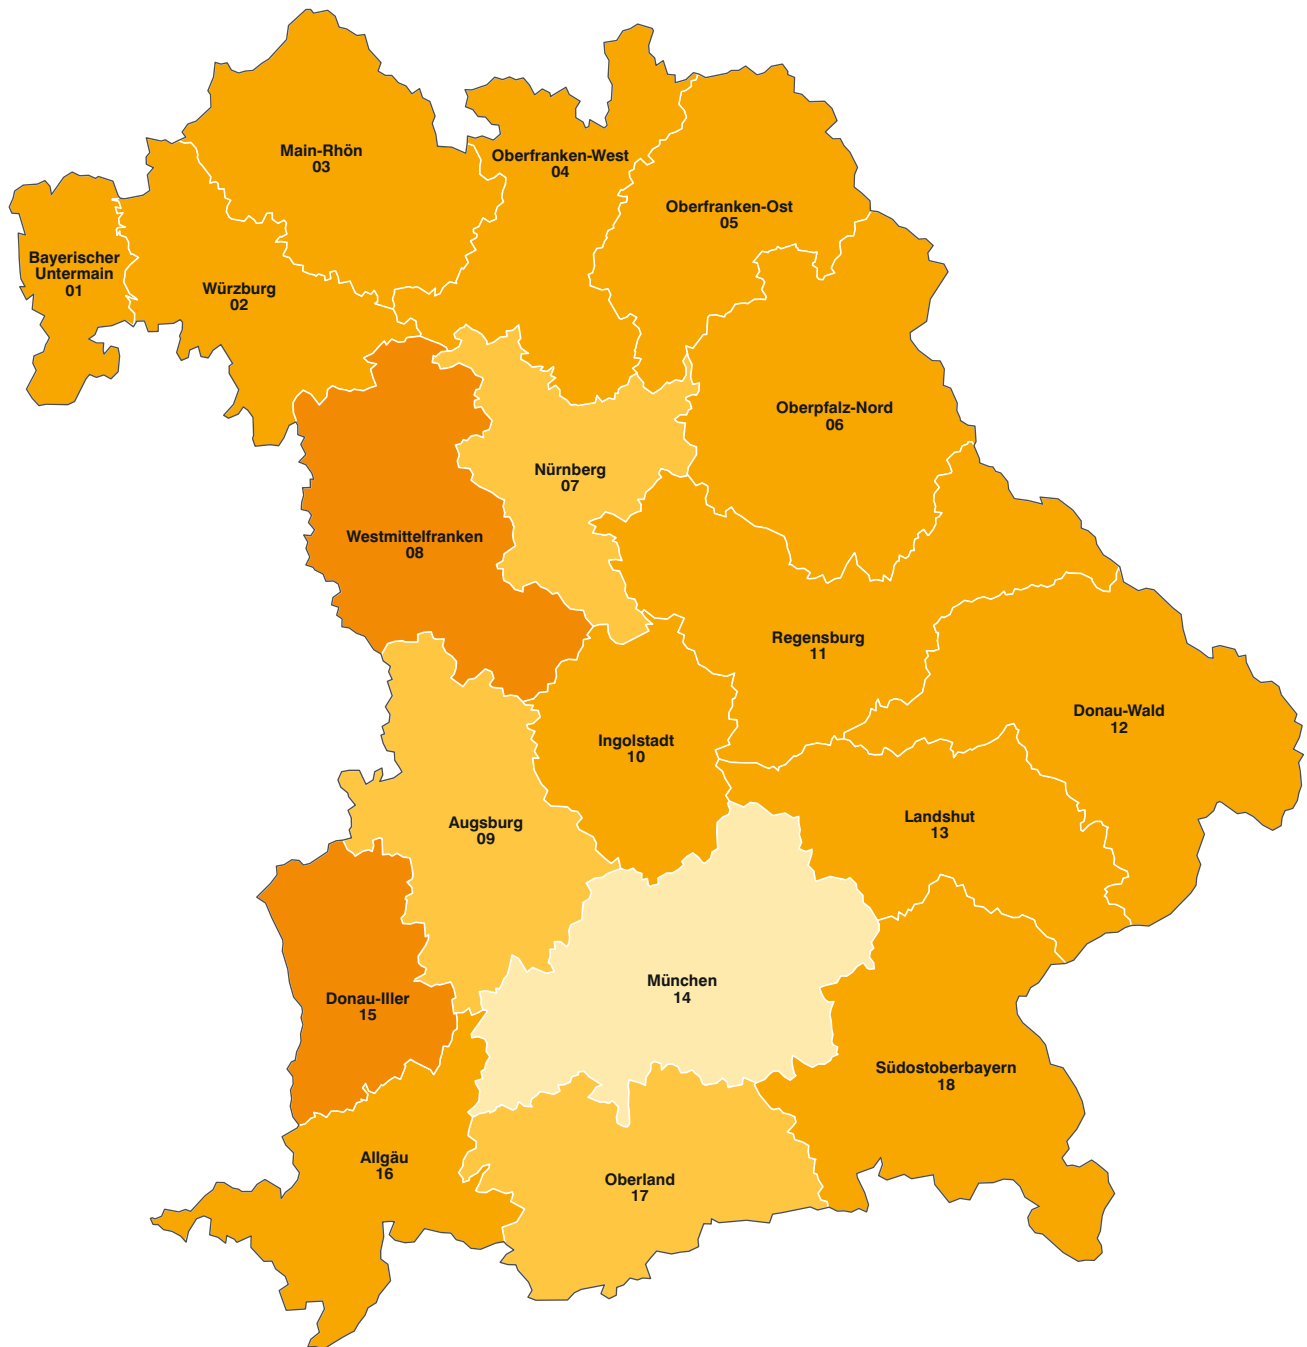 Main-Rhön
03
Oberfranken-West
04
Oberfranken-Ost
05
Bayerischer
Untermain
01
Würzburg
02
Oberpfalz-Nord
06
Nürnberg
07
Westmittelfranken
08
Regensburg
11
Donau-Wald
12
Ingolstadt
10
Augsburg
09
Landshut
13
München
14
Donau-Iller
15
Südostoberbayern
18
Allgäu
16
Oberland
17